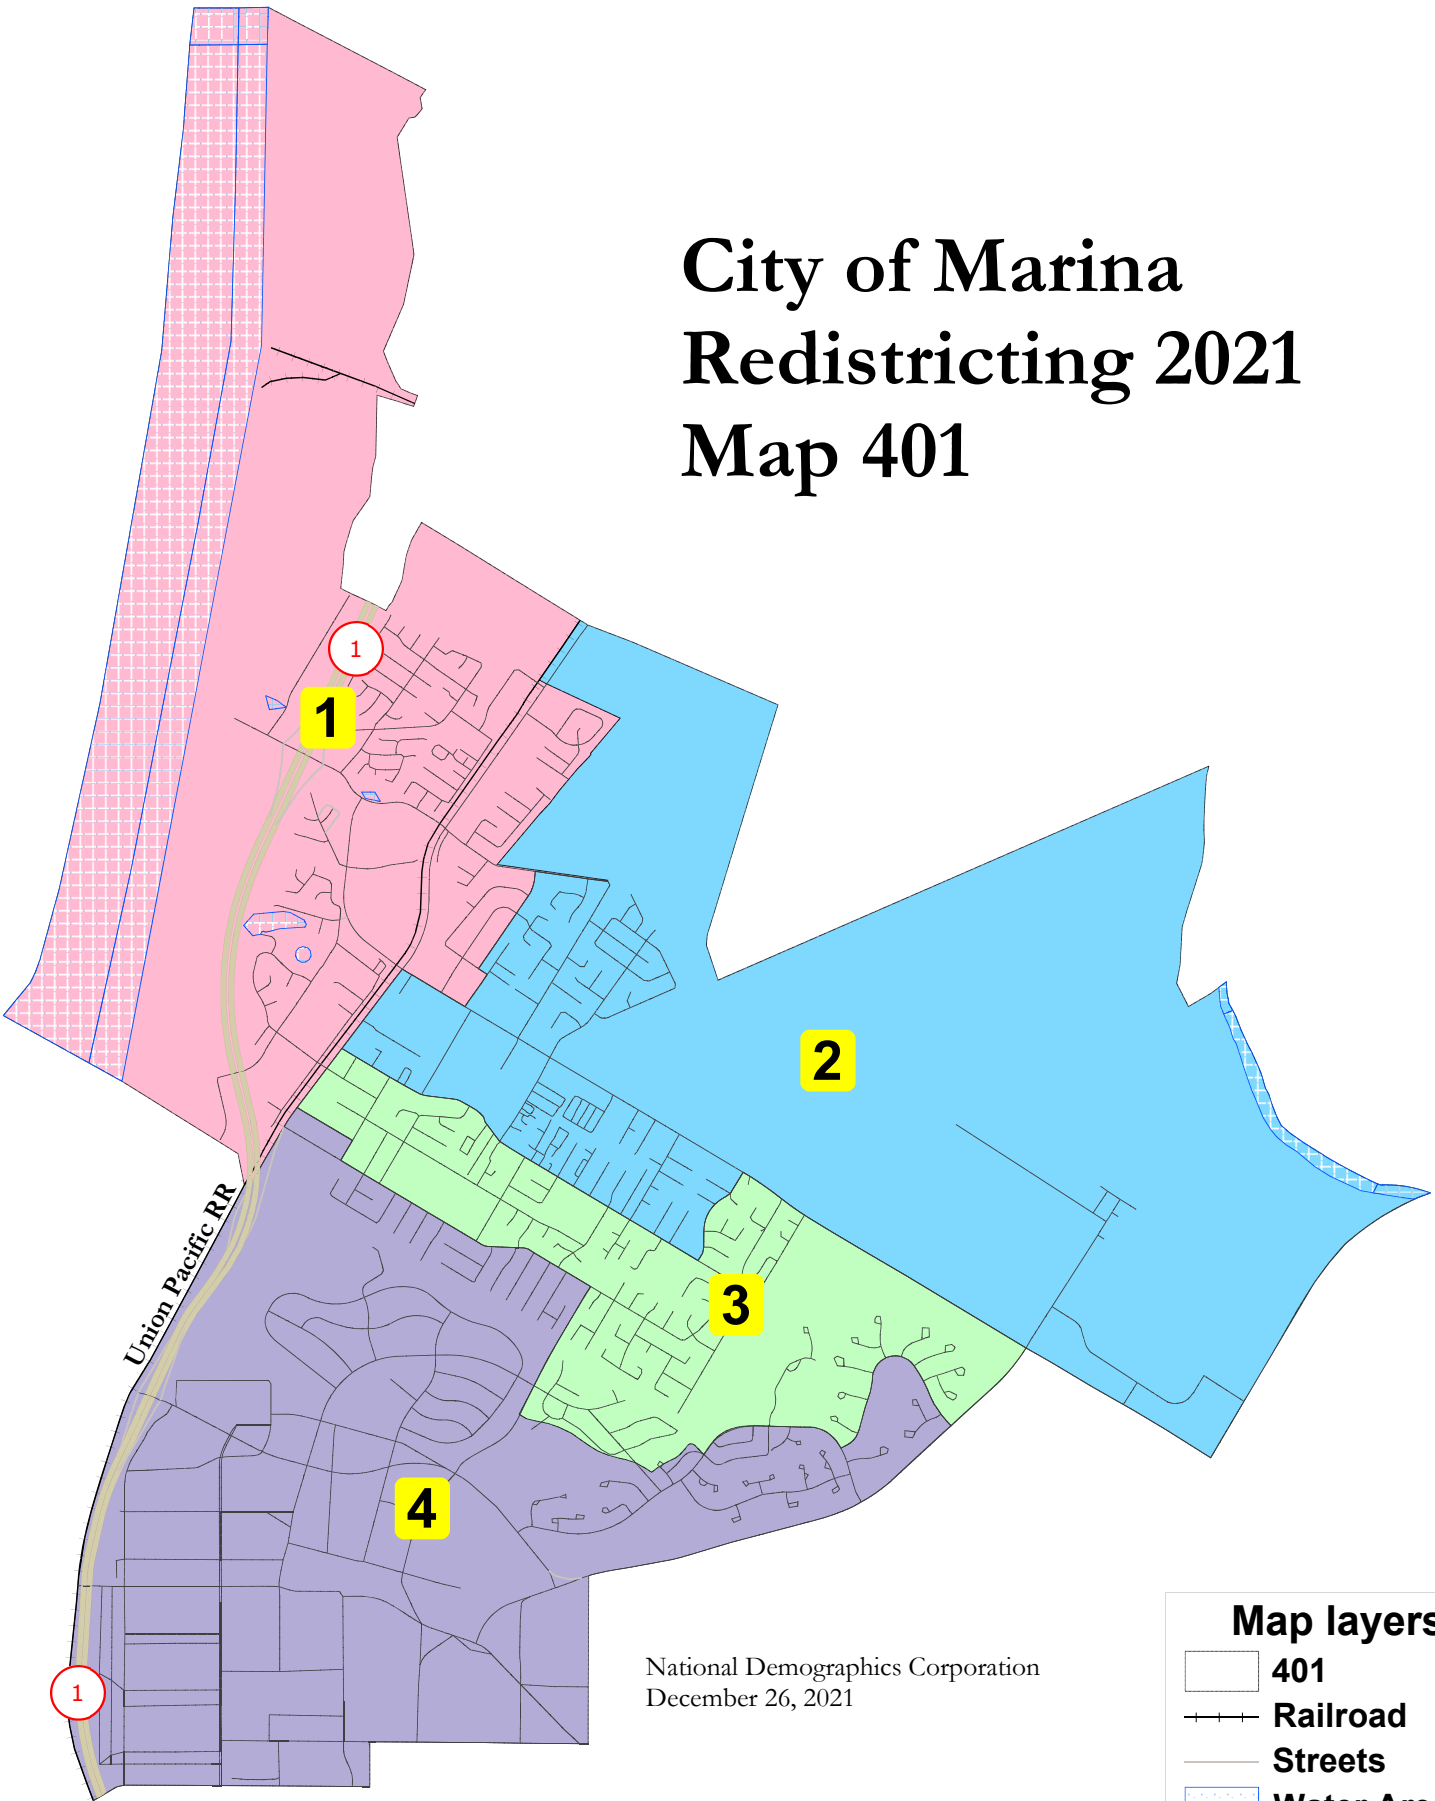 City of Marina
Redistricting 2021
Map 401
1
1
2
3
Union Pacific RR
4
1
National Demographics Corporation
December 26, 2021
Map layers
401
Railroad
Streets
Water